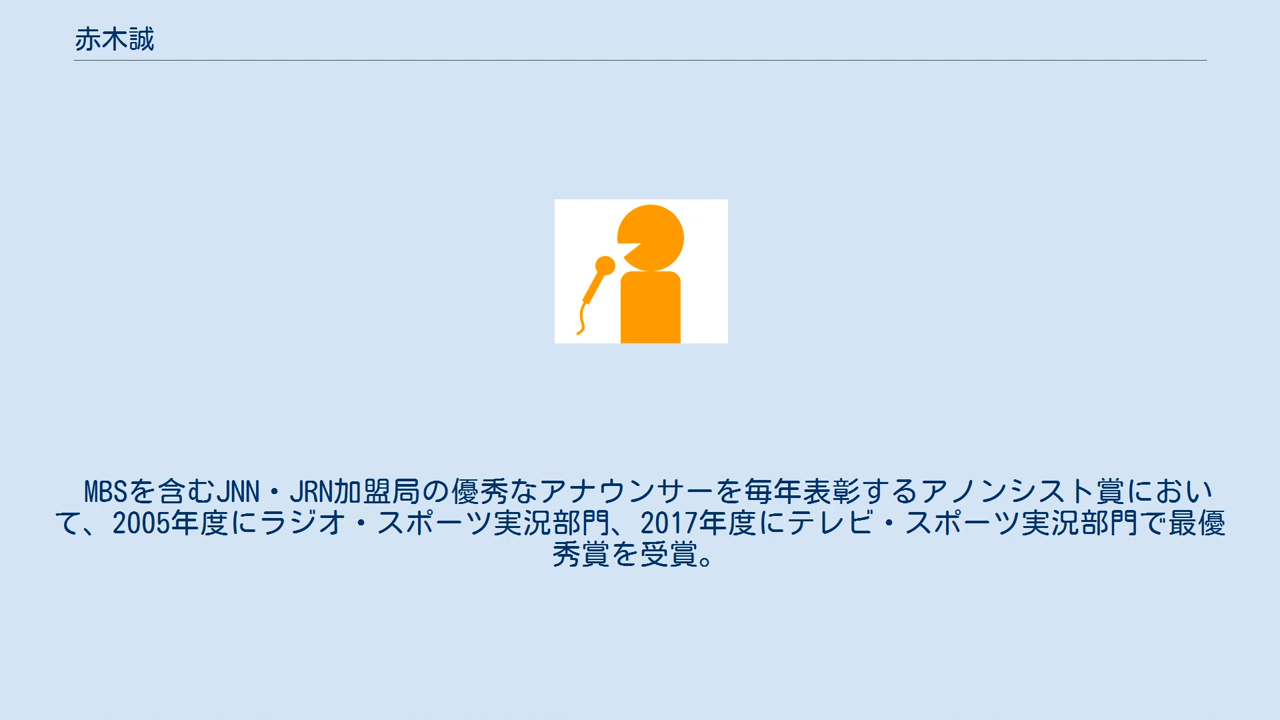 赤木誠
MBSを含むJNN・JRN加盟局の優秀なアナウンサーを毎年表彰するアノンシスト賞におい
て、2005年度にラジオ・スポーツ実況部門、2017年度にテレビ・スポーツ実況部門で最優
秀賞を受賞。